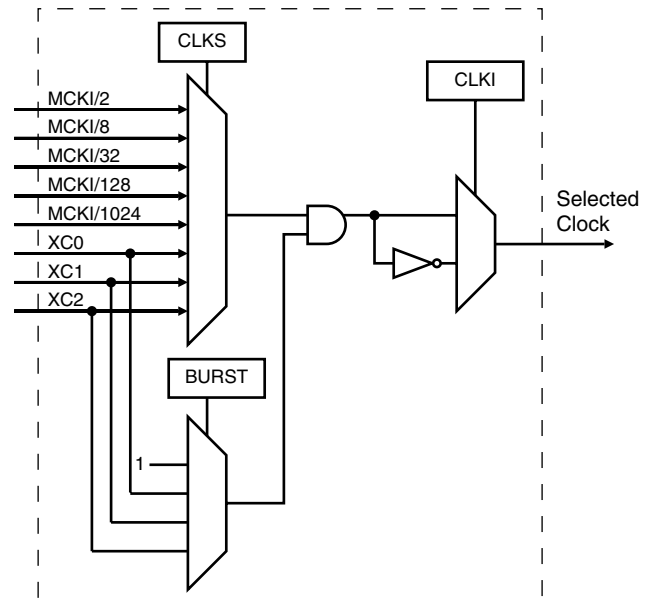 CLKS
CLKI
MCKI/2
MCKI/8
MCKI/32
MCKI/128
MCKI/1024
XC0
XC1
XC2
Selected
Clock
BURST
1